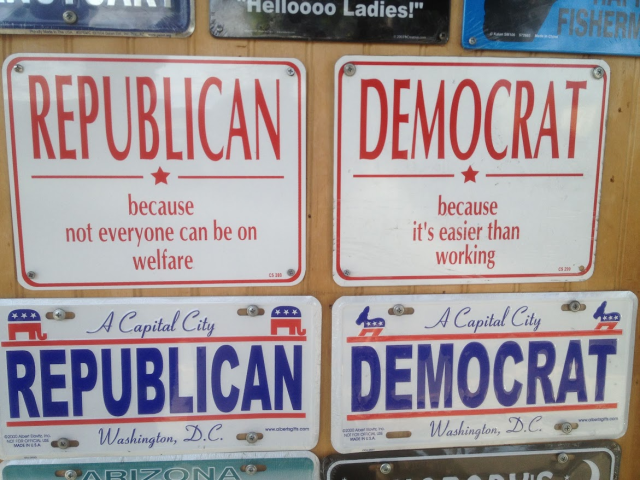 "Helloooo Ladies!"
FISHERM
REPUBLICAN
because
not everyone can be on
welfare
DEMOCRAT
because
it's easier than
working
A Capital City
REPUBLICAN
Washington, D.C.
A Capital City
DEMOCRAT
Washington, D.C.
ARIZONA